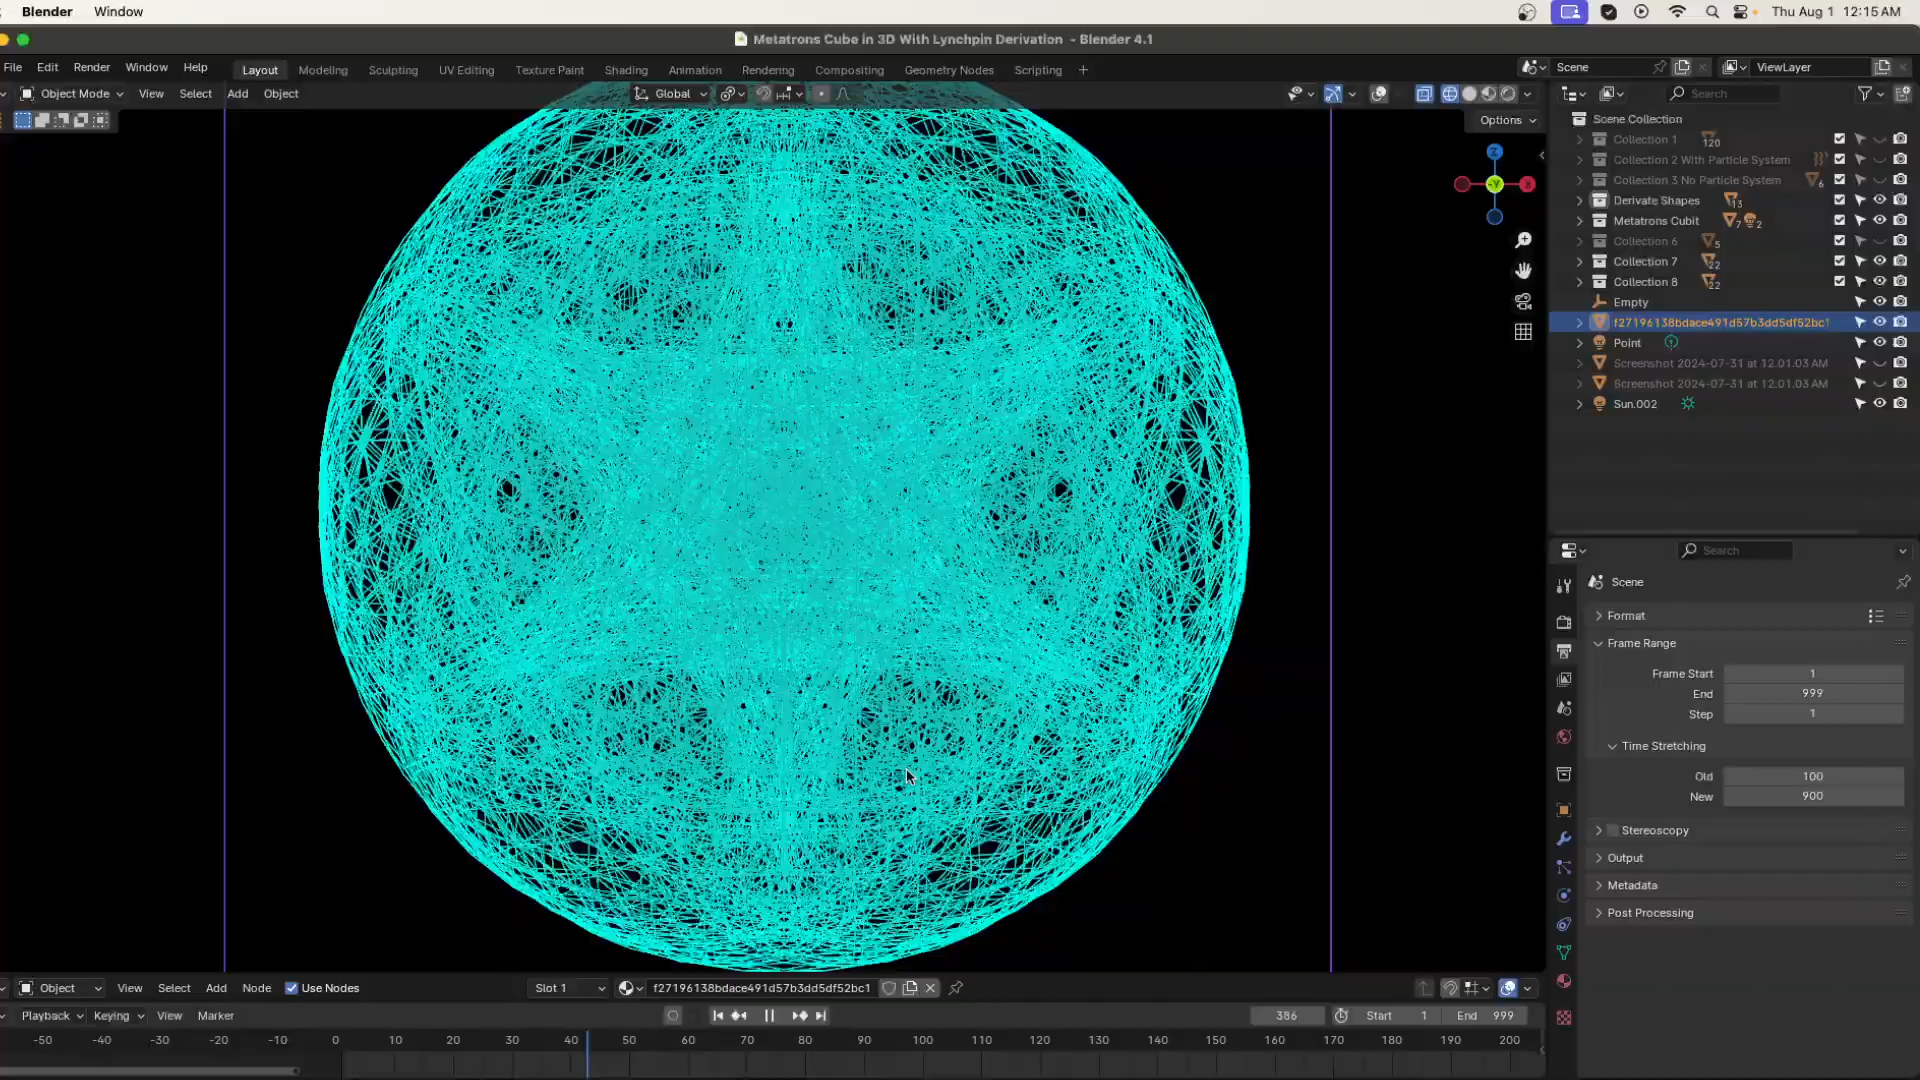 Blender Window Thu Aug 1 12:15 AM
Metatrons Cube in 3D With Lynchpin Derivation - Blender 4.1
File Edit Render Window Help Layout Modeling Sculpting UV Editing Texture Paint Shading Animation Rendering Compositing Geometry Nodes Scripting + Scene ViewLayer
Object Mode View Select Add Object Global Search
Options
Z
-Y X
Scene Collection
Collection 1 120
Collection 2 With Particle System
Collection 3 No Particle System 6
Derivate Shapes 13
Metatrons Cubit 7 2
Collection 6 5
Collection 7 22
Collection 8 22
Empty
f27196138bdace491d57b3dd5df52bc1
Point
Screenshot 2024-07-31 at 12.01.03 AM
Screenshot 2024-07-31 at 12.01.03 AM
Sun.002
Search
Scene
Format
Frame Range
Frame Start 1
End 999
Step 1
Time Stretching
Old 100
New 900
Stereoscopy
Output
Metadata
Post Processing
Object View Select Add Node Use Nodes Slot 1 f27196138bdace491d57b3dd5df52bc1
Playback Keying View Marker 386 Start 1 End 999
-50 -40 -30 -20 -10 0 10 20 30 40 50 60 70 80 90 100 110 120 130 140 150 160 170 180 190 200